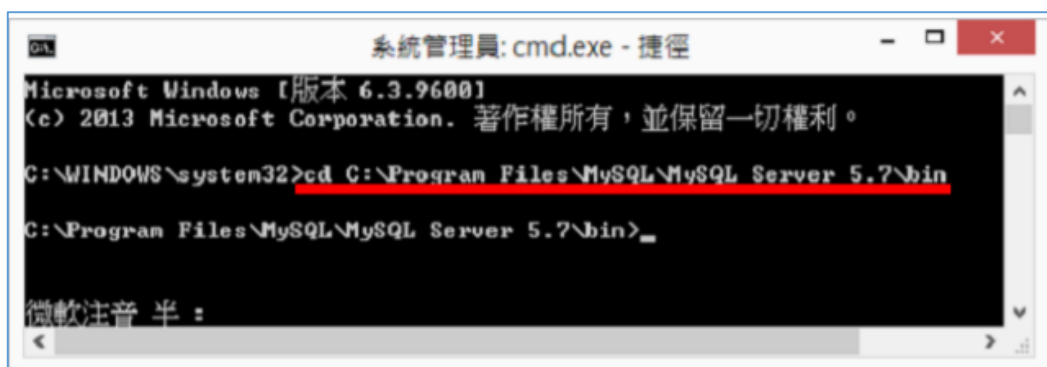 系統管理員: cmd.exe - 捷徑
Microsoft Windows [版本 6.3.9600]
(c) 2013 Microsoft Corporation. 著作權所有，並保留一切權利。
C:\WINDOWS\system32>cd C:\Program Files\MySQL\MySQL Server 5.7\bin
C:\Program Files\MySQL\MySQL Server 5.7\bin>_
微軟注音 半 :